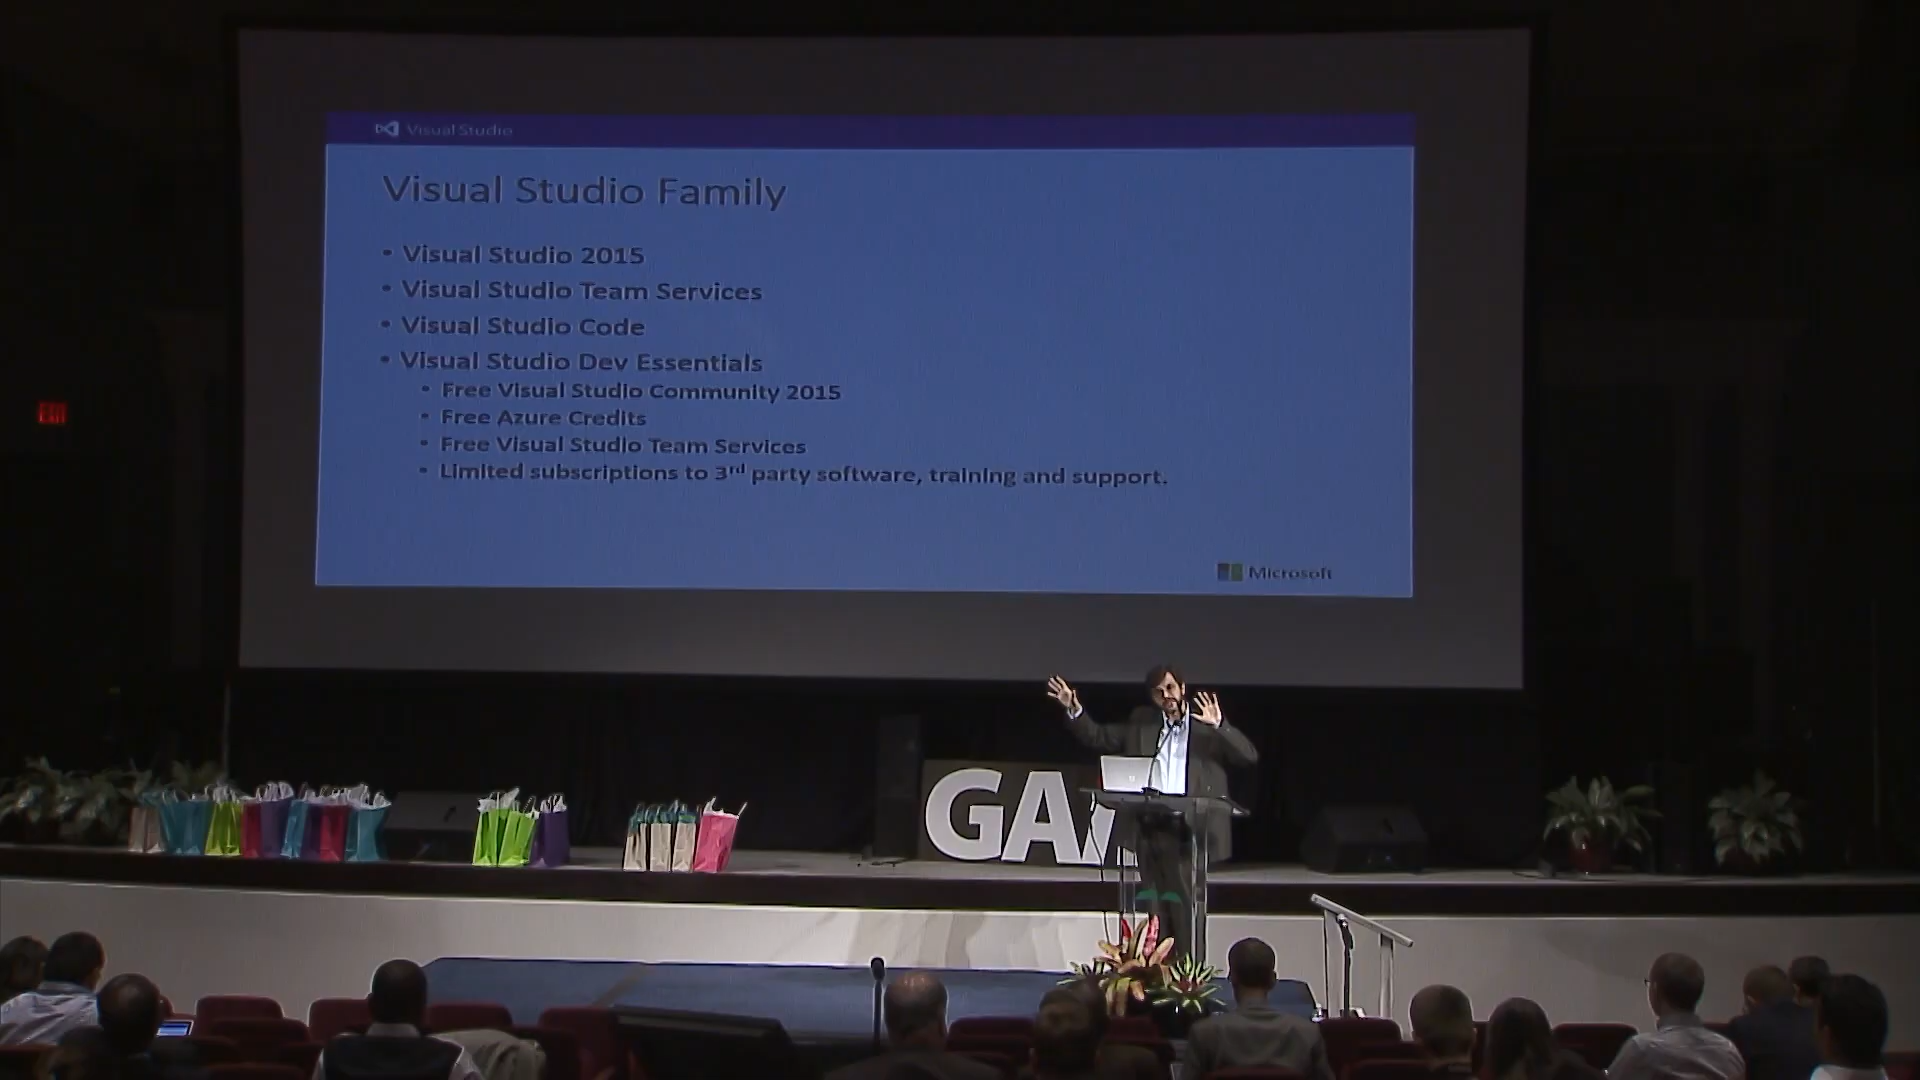 Visual Studio
Visual Studio Family
• Visual Studio 2015
• Visual Studio Team Services
• Visual Studio Code
• Visual Studio Dev Essentials
• Free Visual Studio Community 2015
• Free Azure Credits
• Free Visual Studio Team Services
• Limited subscriptions to 3rd party software, training and support.
Microsoft
EXIT
GA